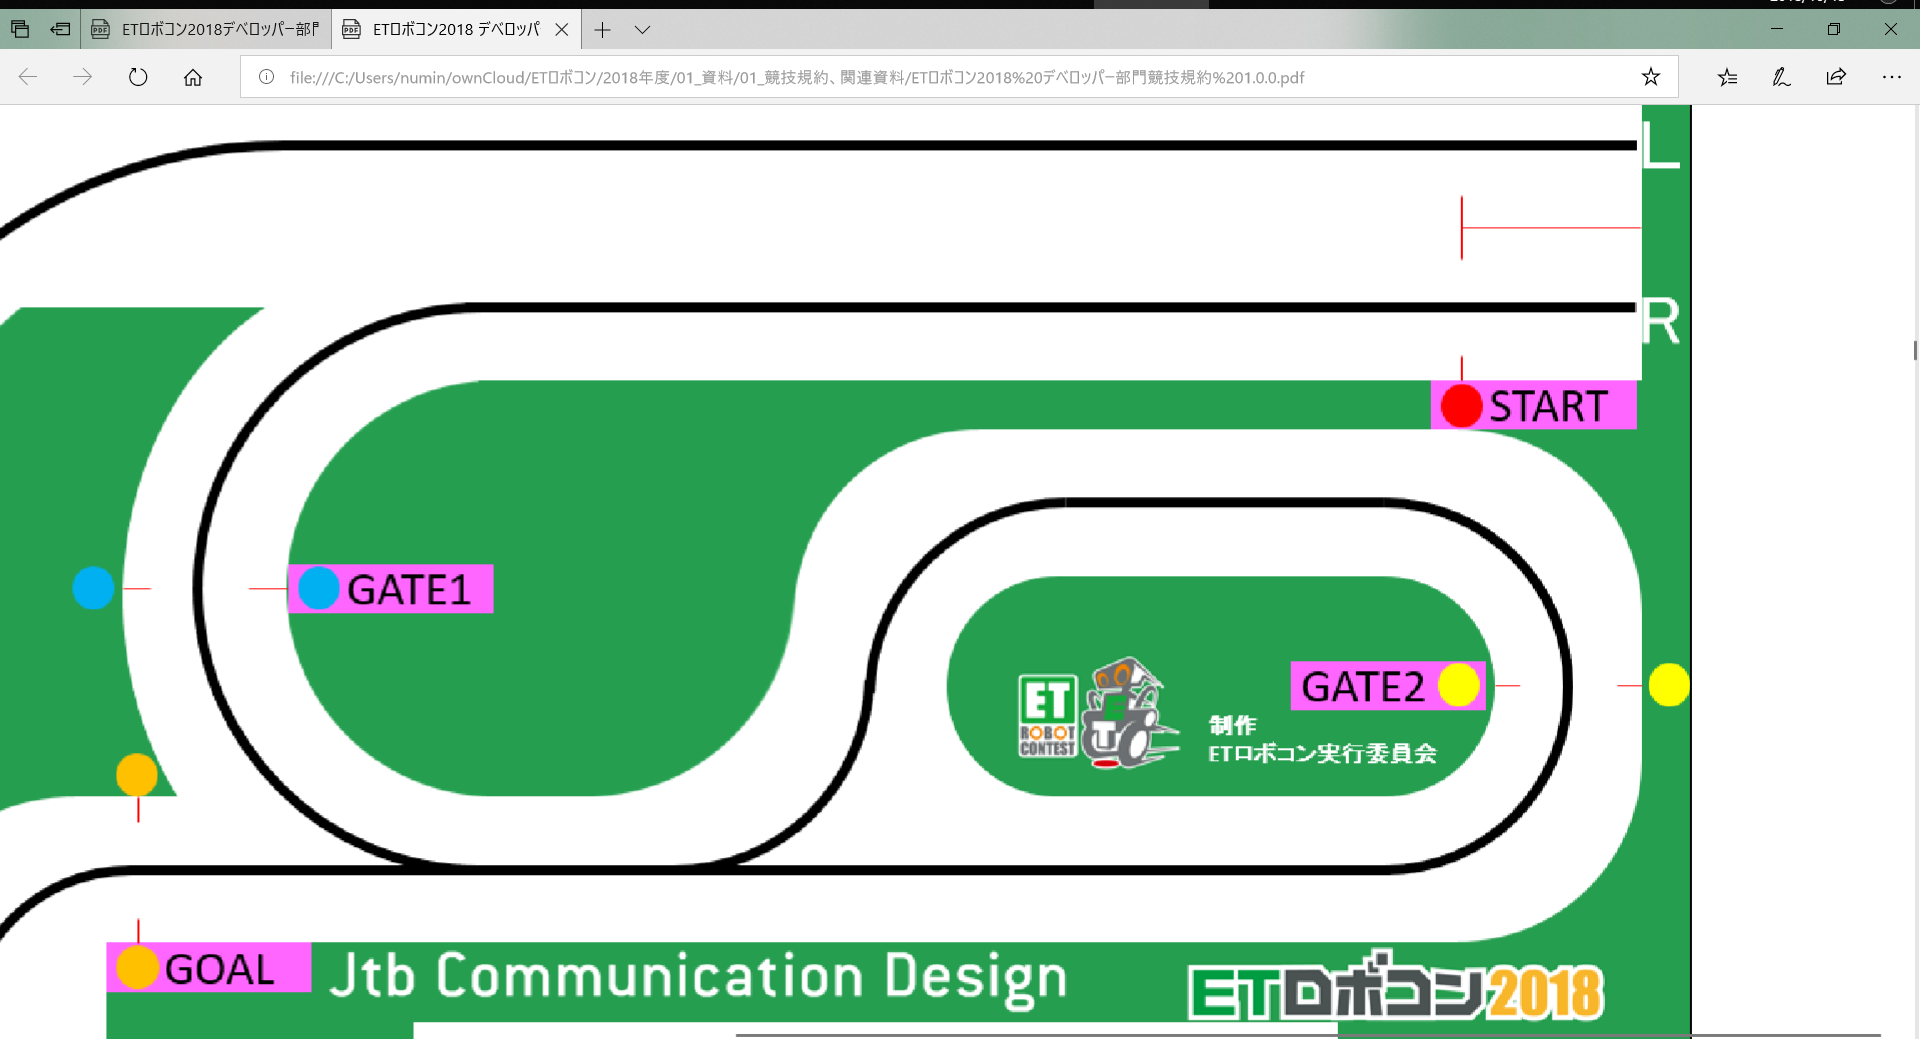 ETロボコン2018デベロッパー部門
ETロボコン2018 デベロッパ
file:///C:/Users/numin/ownCloud/ETロボコン/2018年度/01_資料/01_競技規約、関連資料/ETロボコン2018%20デベロッパー部門競技規約%201.0.0.pdf
L
R
START
GATE1
GATE2
ET
ROBOT
CONTEST
制作
ETロボコン実行委員会
GOAL
Jtb Communication Design
ETロボコン2018